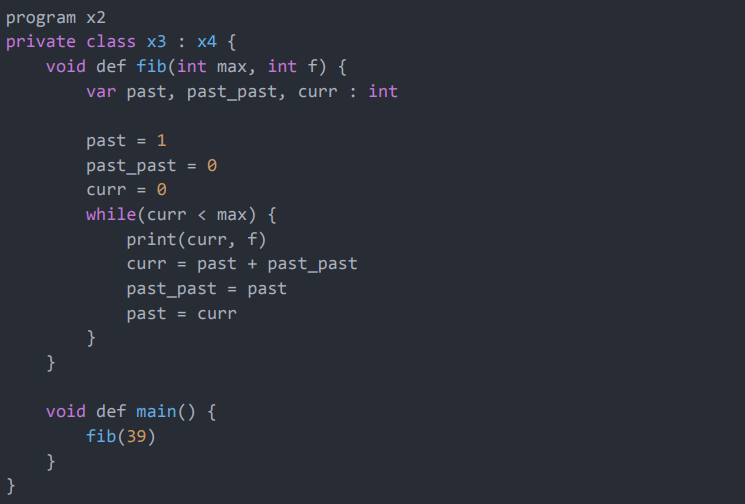 program x2
private class x3 : x4 {
    void def fib(int max, int f) {
        var past, past_past, curr : int

        past = 1
        past_past = 0
        curr = 0
        while(curr < max) {
            print(curr, f)
            curr = past + past_past
            past_past = past
            past = curr
        }
    }

    void def main() {
        fib(39)
    }
}